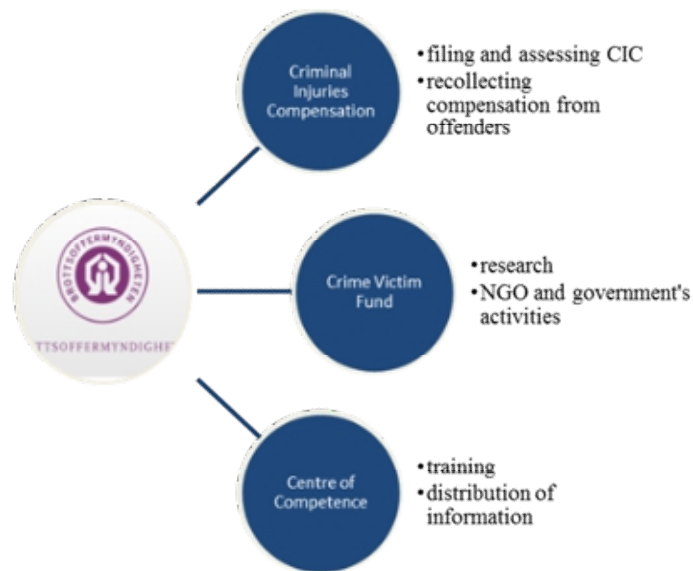 Criminal
Injuries
Compensation
•filing and assessing CIC
•recollecting
compensation from
offenders
BROTTSOFFERMYNDIGHETEN
TTSOFFERMYNDIGHE
Crime Victim
Fund
•research
•NGO and government's
activities
Centre of
Competence
•training
•distribution of
information